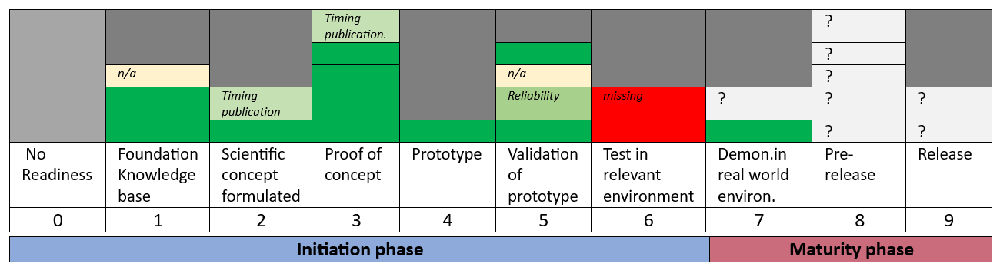 Timing
publication.
?
?
n/a
n/a
?
Timing
publication
Reliability
missing
?
?
?
?
?
No
Readiness
Foundation
Knowledge
base
Scientific
concept
formulated
Proof of
concept
Prototype
Validation
of
prototype
Test in
relevant
environment
Demon.in
real world
environ.
Pre-
release
Release
0
1
2
3
4
5
6
7
8
9
Initiation phase
Maturity phase